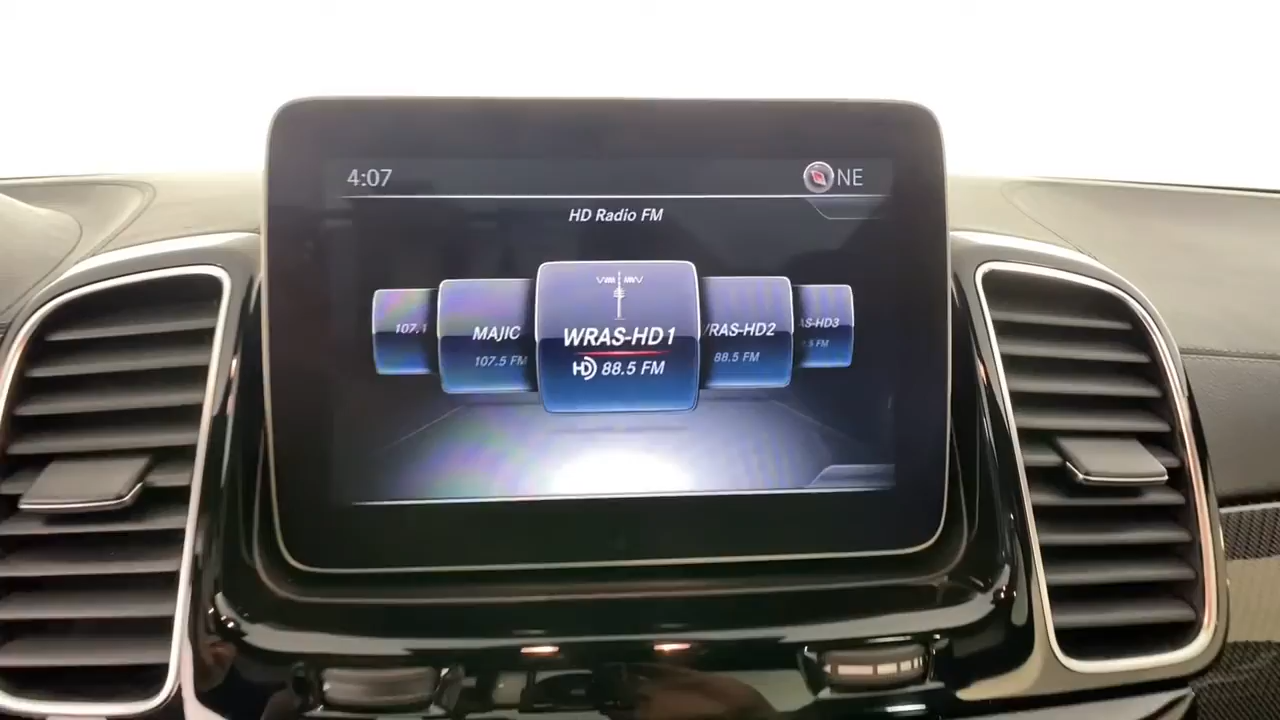 4:07
NE
HD Radio FM
107.1
MAJIC
107.5 FM
WRAS-HD1
HD 88.5 FM
/RAS-HD2
88.5 FM
AS-HD3
.5 FM